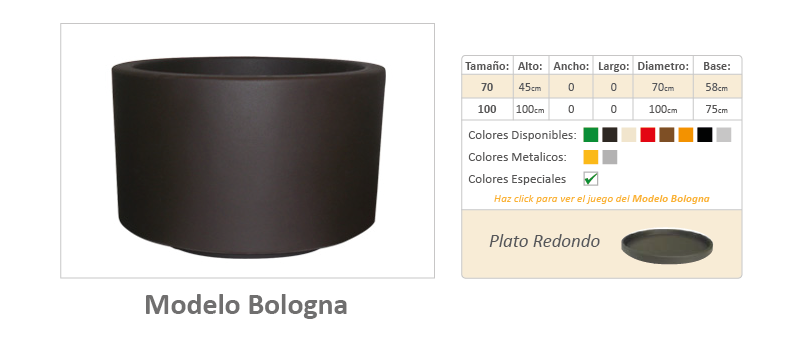 Tamaño: Alto: Ancho: Largo: Diametro: Base:
70 45cm 0 0 70cm 58cm
100 100cm 0 0 100cm 75cm
Colores Disponibles:
Colores Metalicos:
Colores Especiales
Haz click para ver el juego del Modelo Bologna
Plato Redondo
Modelo Bologna